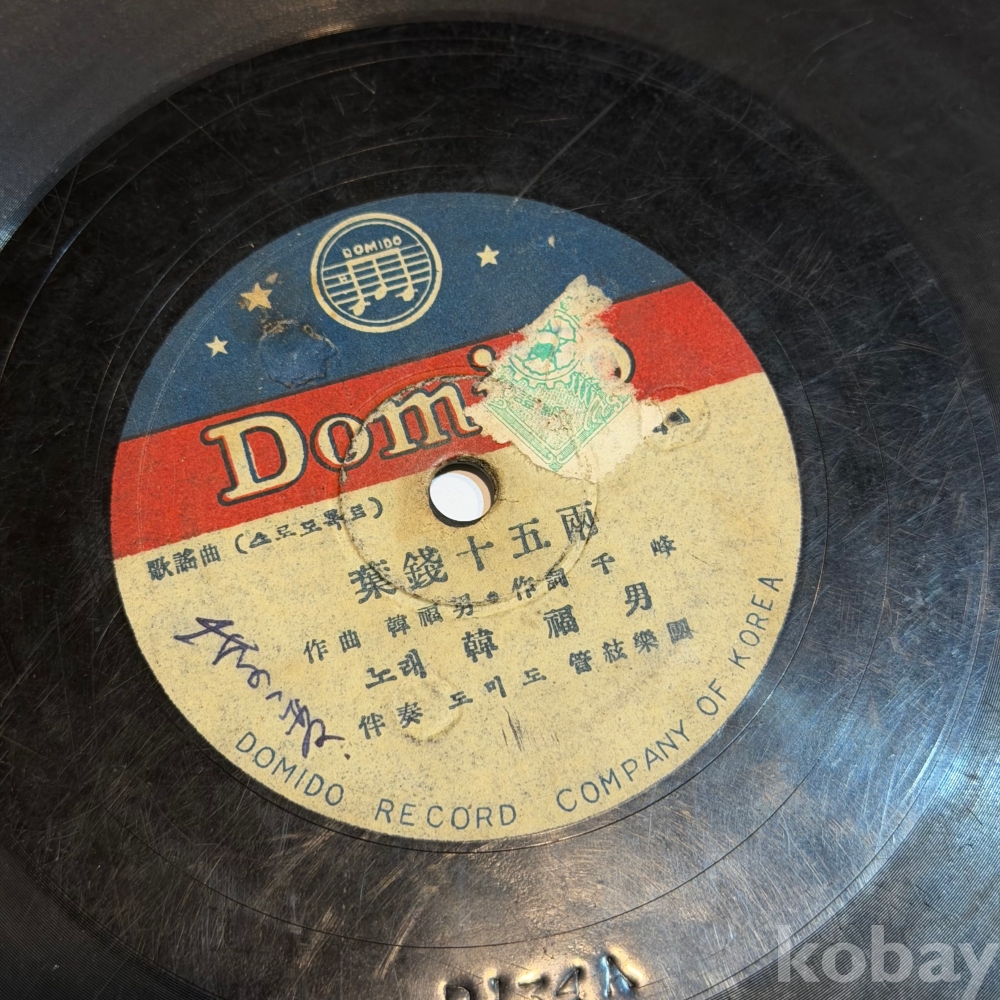 DOMIDO
Domi o
歌謠曲 (스로도롯트)
葉錢十五兩
作曲 韓福男 作詞 千峰
노래 韓福男
伴奏 도미도 管絃樂團
DOMIDO RECORD COMPANY OF KOREA
kobay